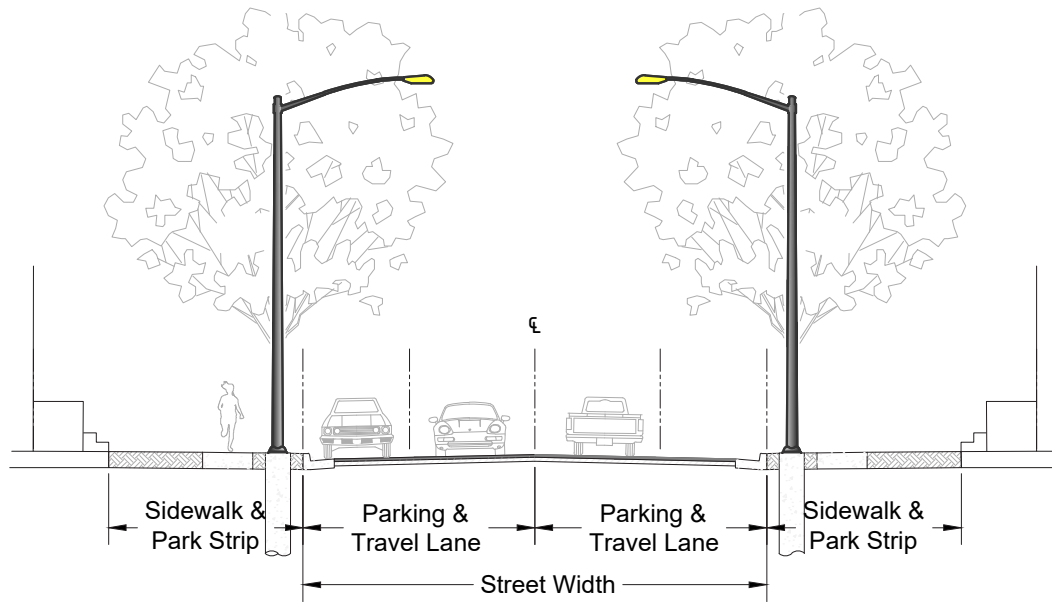 ℄
Sidewalk &
Park Strip
Parking &
Travel Lane
Parking &
Travel Lane
Sidewalk &
Park Strip
Street Width